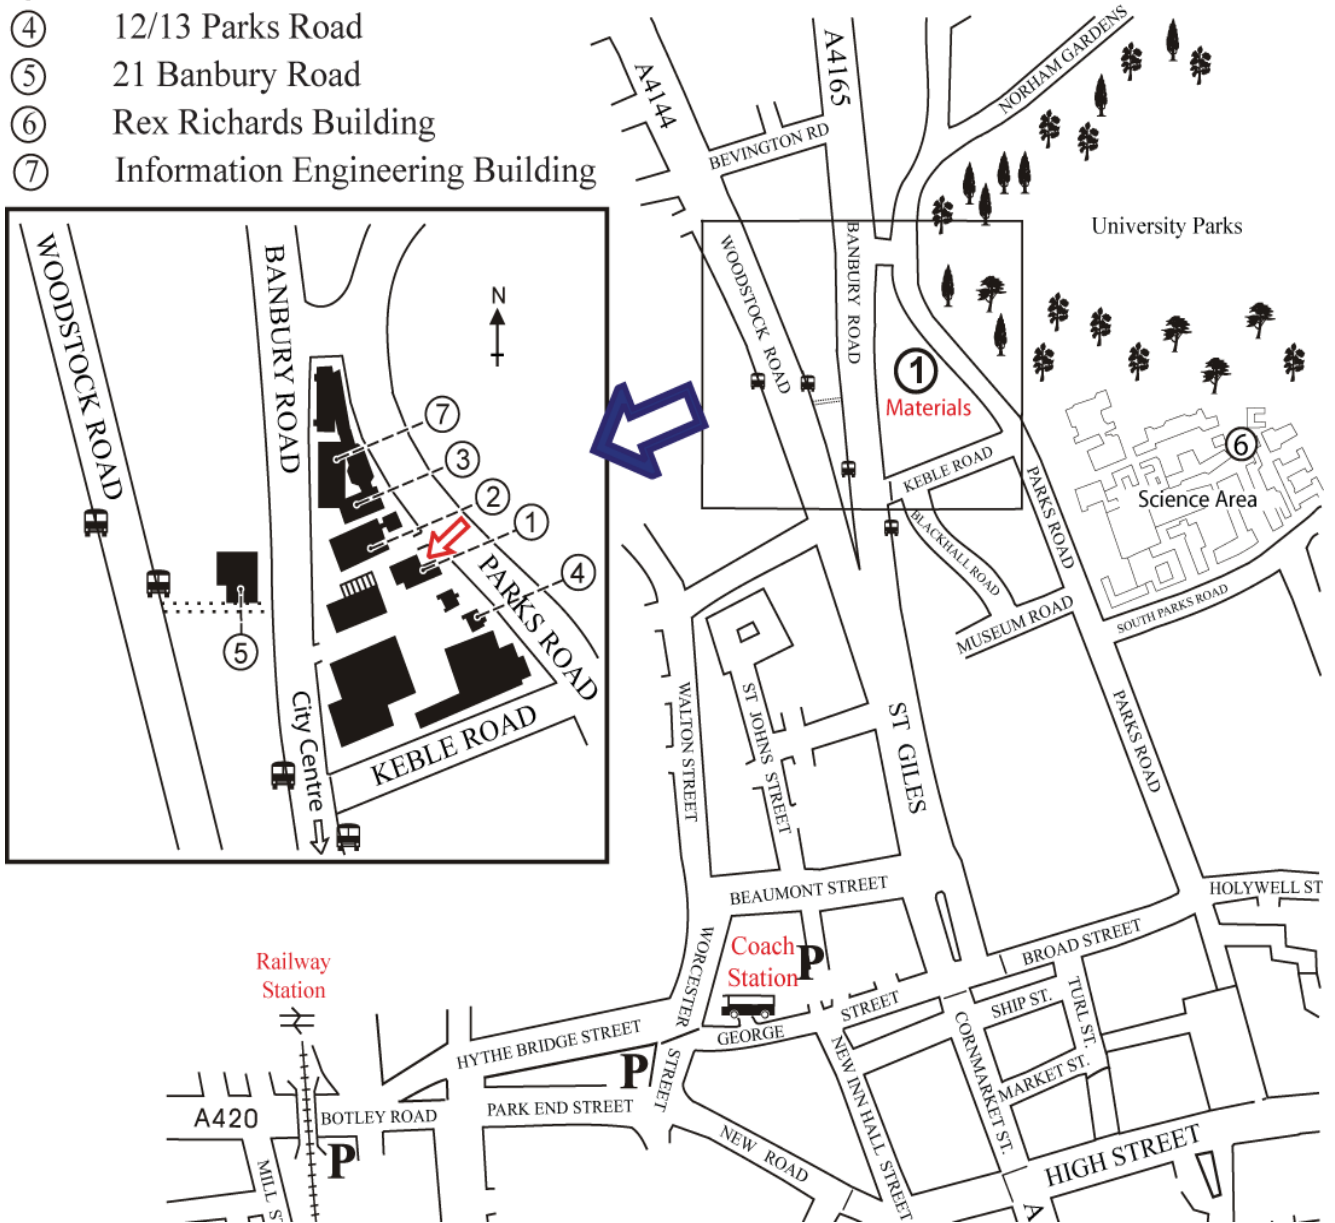 4 12/13 Parks Road
5 21 Banbury Road
6 Rex Richards Building
7 Information Engineering Building
WOODSTOCK ROAD
BANBURY ROAD
N
7
3
2
1
4
5
PARKS ROAD
KEBLE ROAD
City Centre
A4144
A4165
NORHAM GARDENS
BEVINGTON RD
University Parks
WOODSTOCK ROAD
BANBURY ROAD
1
Materials
6
Science Area
KEBLE ROAD
PARKS ROAD
BLACKHALL ROAD
MUSEUM ROAD
SOUTH PARKS ROAD
WALTON STREET
ST JOHNS STREET
ST GILES
PARKS ROAD
BEAUMONT STREET
HOLYWELL ST
BROAD STREET
WORCESTER
STREET
Coach
Station
P
Railway
Station
GEORGE
STREET
SHIP ST.
TURL ST.
CORNMARKET ST.
MARKET ST.
HYTHE BRIDGE STREET
P
NEW INN HALL STREET
A420
BOTLEY ROAD
PARK END STREET
P
NEW ROAD
HIGH STREET
MILL S
A